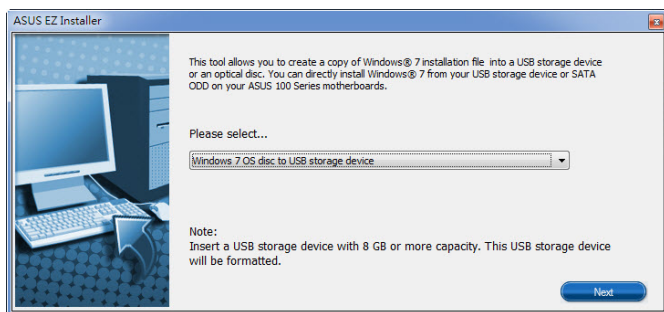 ASUS EZ Installer
This tool allows you to create a copy of Windows® 7 installation file into a USB storage device
or an optical disc. You can directly install Windows® 7 from your USB storage device or SATA
ODD on your ASUS 100 Series motherboards.
Please select...
Windows 7 OS disc to USB storage device
Note:
Insert a USB storage device with 8 GB or more capacity. This USB storage device
will be formatted.
Next